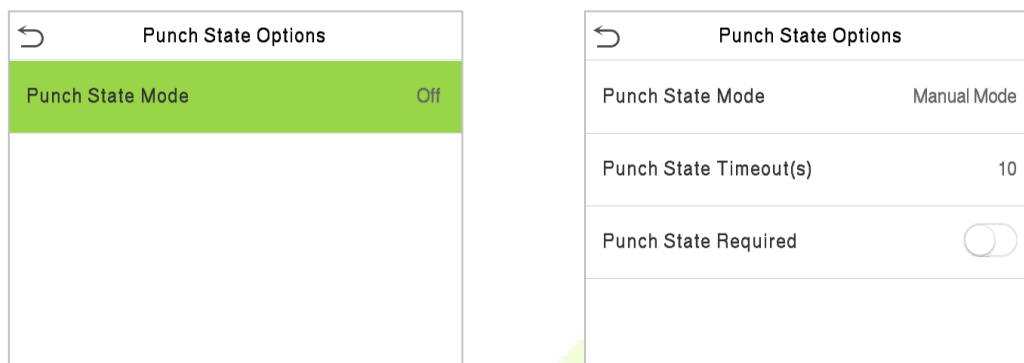 Punch State Options
Punch State Mode Off
Punch State Options
Punch State Mode Manual Mode
Punch State Timeout(s) 10
Punch State Required